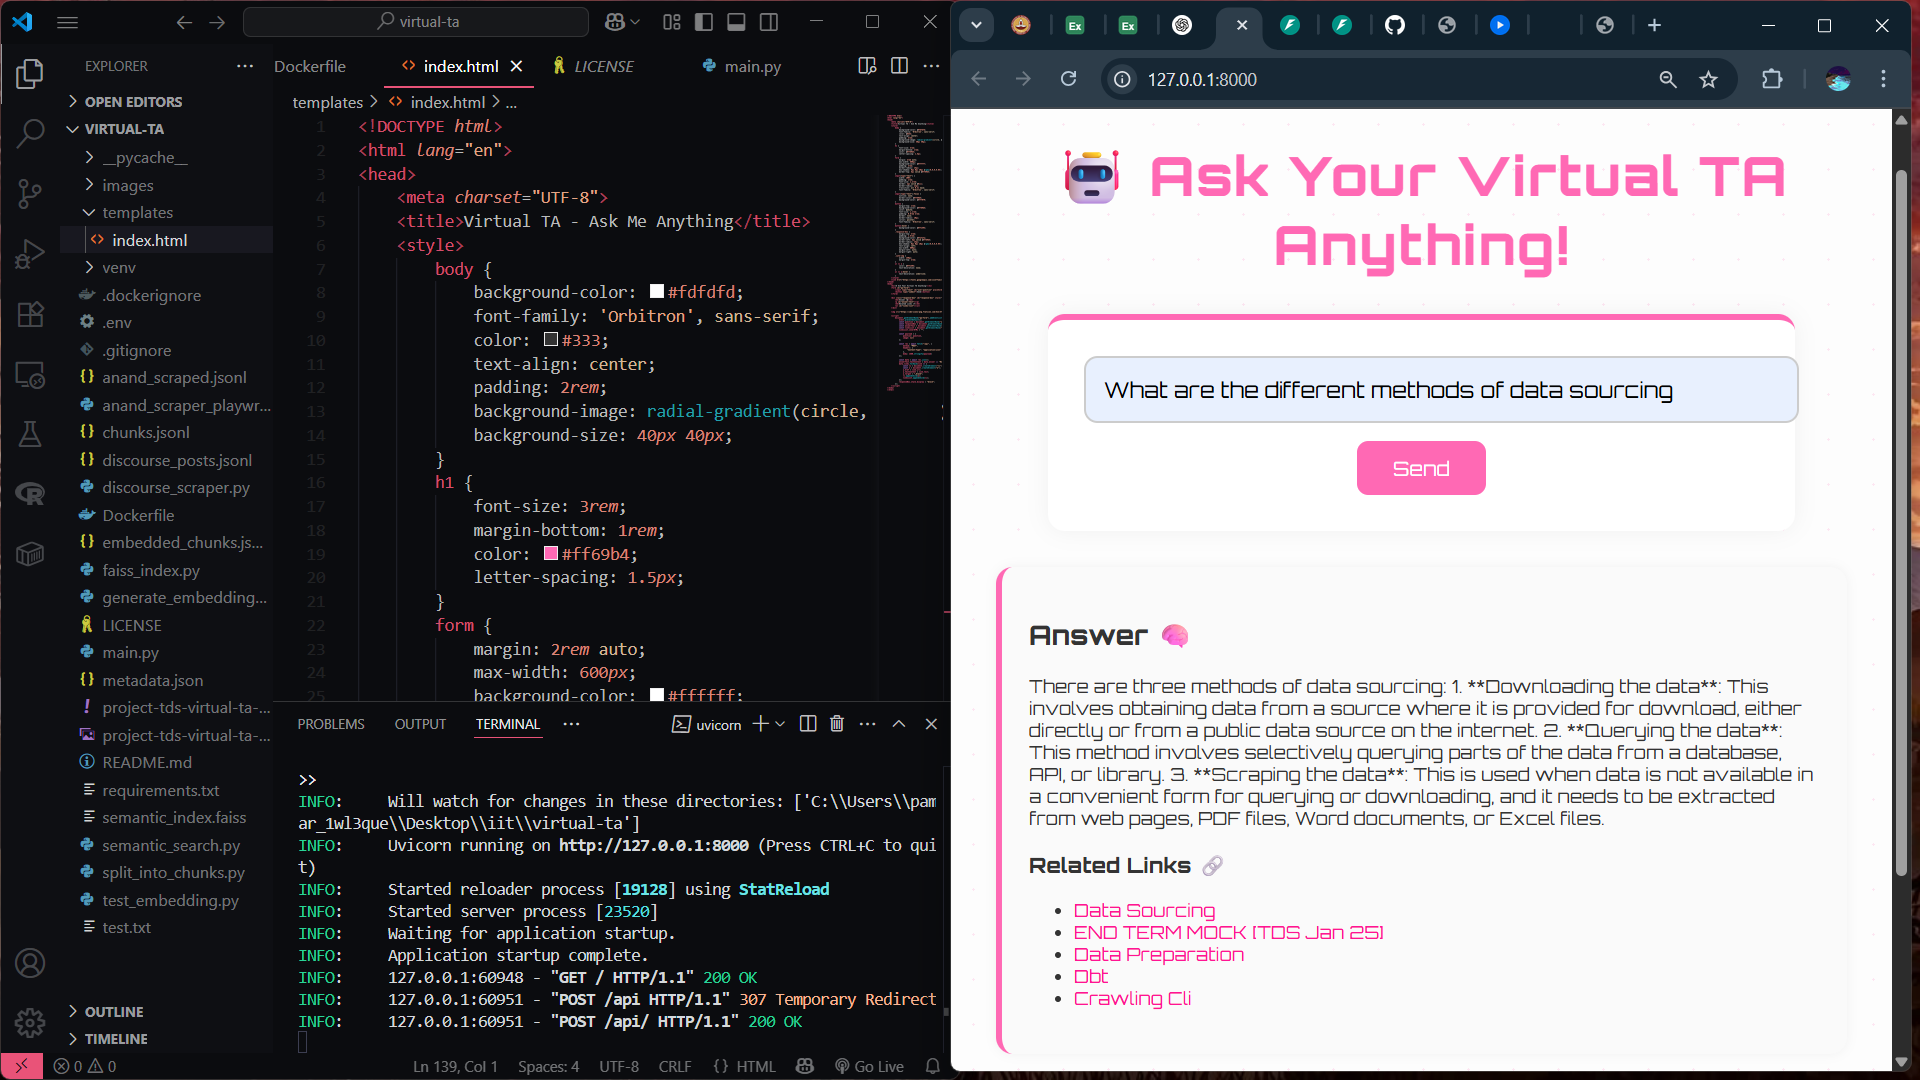 virtual-ta
EXPLORER
OPEN EDITORS
VIRTUAL-TA
__pycache__
images
templates
index.html
venv
.dockerignore
.env
.gitignore
anand_scraped.jsonl
anand_scraper_playwr...
chunks.jsonl
discourse_posts.jsonl
discourse_scraper.py
Dockerfile
embedded_chunks.js...
faiss_index.py
generate_embedding...
LICENSE
main.py
metadata.json
project-tds-virtual-ta-...
project-tds-virtual-ta-...
README.md
requirements.txt
semantic_index.faiss
semantic_search.py
split_into_chunks.py
test_embedding.py
test.txt
OUTLINE
TIMELINE
Dockerfile index.html LICENSE main.py
templates > index.html > ...
1 <!DOCTYPE html>
2 <html lang="en">
3 <head>
4 <meta charset="UTF-8">
5 <title>Virtual TA - Ask Me Anything</title>
6 <style>
7 body {
8 background-color: #fdfdfd;
9 font-family: 'Orbitron', sans-serif;
10 color: #333;
11 text-align: center;
12 padding: 2rem;
13 background-image: radial-gradient(circle,
14 background-size: 40px 40px;
15 }
16 h1 {
17 font-size: 3rem;
18 margin-bottom: 1rem;
19 color: #ff69b4;
20 letter-spacing: 1.5px;
21 }
22 form {
23 margin: 2rem auto;
24 max-width: 600px;
25 background-color: #ffffff;
PROBLEMS OUTPUT TERMINAL ... uvicorn
>>
INFO: Will watch for changes in these directories: ['C:\\Users\\pam
ar_1wl3que\\Desktop\\iit\\virtual-ta']
INFO: Uvicorn running on http://127.0.0.1:8000 (Press CTRL+C to qui
t)
INFO: Started reloader process [19128] using StatReload
INFO: Started server process [23520]
INFO: Waiting for application startup.
INFO: Application startup complete.
INFO: 127.0.0.1:60948 - "GET / HTTP/1.1" 200 OK
INFO: 127.0.0.1:60951 - "POST /api HTTP/1.1" 307 Temporary Redirect
INFO: 127.0.0.1:60951 - "POST /api/ HTTP/1.1" 200 OK
0 0 Ln 139, Col 1 Spaces: 4 UTF-8 CRLF {} HTML Go Live
Ex Ex
127.0.0.1:8000
Ask Your Virtual TA
Anything!
What are the different methods of data sourcing
Send
Answer
There are three methods of data sourcing: 1. **Downloading the data**: This
involves obtaining data from a source where it is provided for download, either
directly or from a public data source on the internet. 2. **Querying the data**:
This method involves selectively querying parts of the data from a database,
API, or library. 3. **Scraping the data**: This is used when data is not available in
a convenient form for querying or downloading, and it needs to be extracted
from web pages, PDF files, Word documents, or Excel files.
Related Links
Data Sourcing
END TERM MOCK [TDS Jan 25]
Data Preparation
Dbt
Crawling Cli